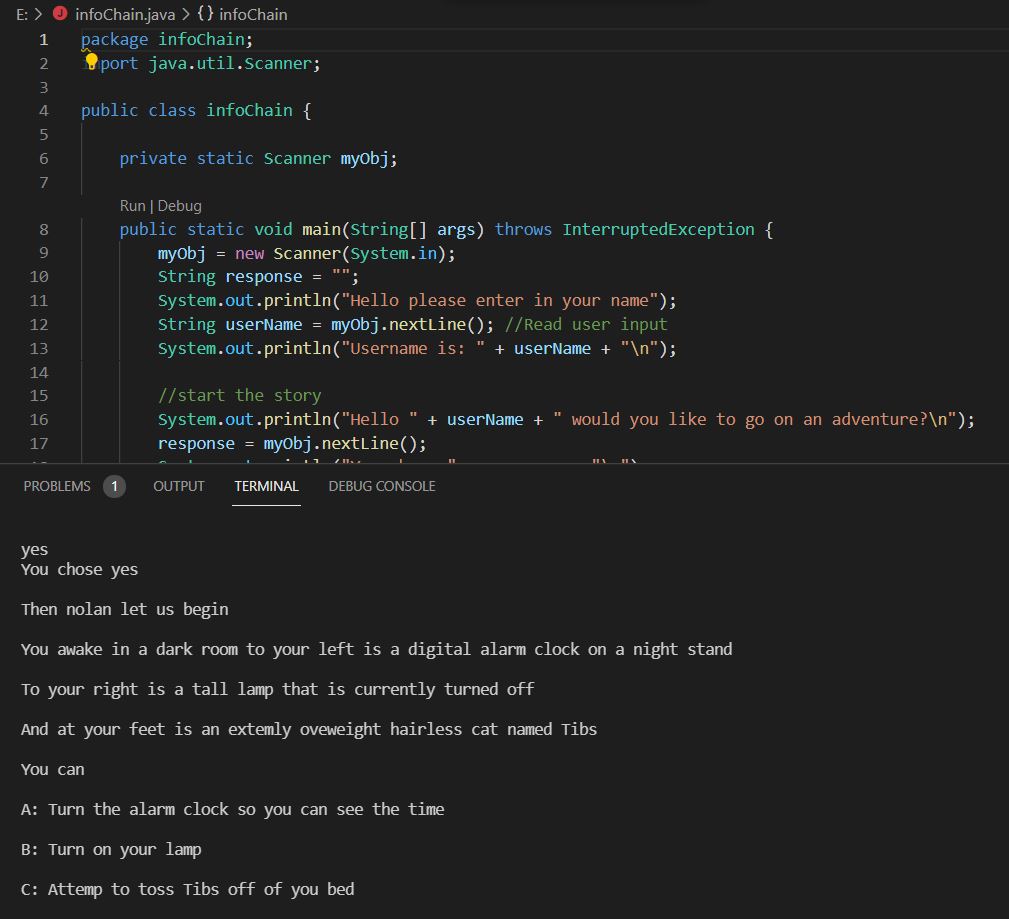 E: > J infoChain.java > {} infoChain
1 package infoChain;
2 import java.util.Scanner;
3
4 public class infoChain {
5
6 private static Scanner myObj;
7
Run | Debug
8 public static void main(String[] args) throws InterruptedException {
9 myObj = new Scanner(System.in);
10 String response = "";
11 System.out.println("Hello please enter in your name");
12 String userName = myObj.nextLine(); //Read user input
13 System.out.println("Username is: " + userName + "\n");
14
15 //start the story
16 System.out.println("Hello " + userName + " would you like to go on an adventure?\n");
17 response = myObj.nextLine();
PROBLEMS 1 OUTPUT TERMINAL DEBUG CONSOLE
yes
You chose yes
Then nolan let us begin
You awake in a dark room to your left is a digital alarm clock on a night stand
To your right is a tall lamp that is currently turned off
And at your feet is an extemly oveweight hairless cat named Tibs
You can
A: Turn the alarm clock so you can see the time
B: Turn on your lamp
C: Attemp to toss Tibs off of you bed